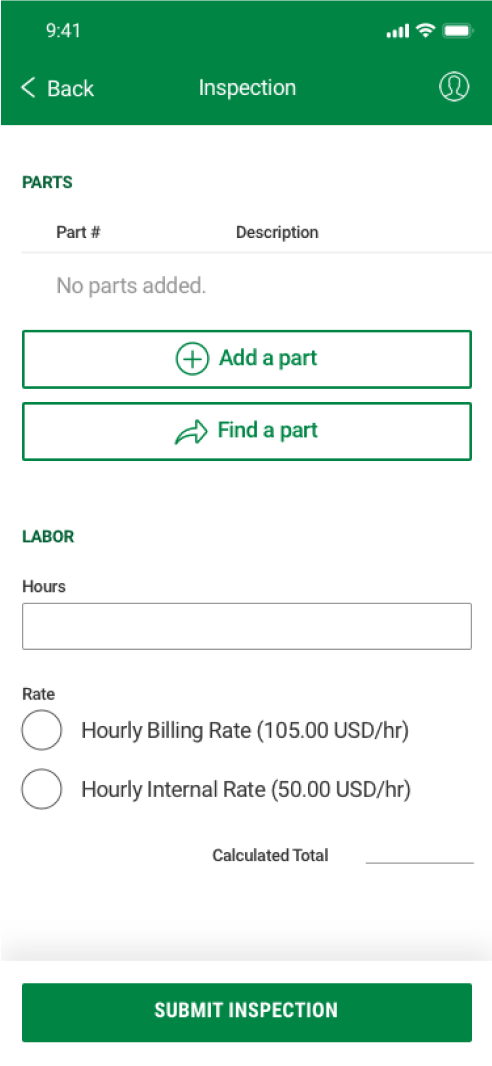 9:41
Back Inspection
PARTS
Part # Description
No parts added.
Add a part
Find a part
LABOR
Hours
Rate
Hourly Billing Rate (105.00 USD/hr)
Hourly Internal Rate (50.00 USD/hr)
Calculated Total
SUBMIT INSPECTION